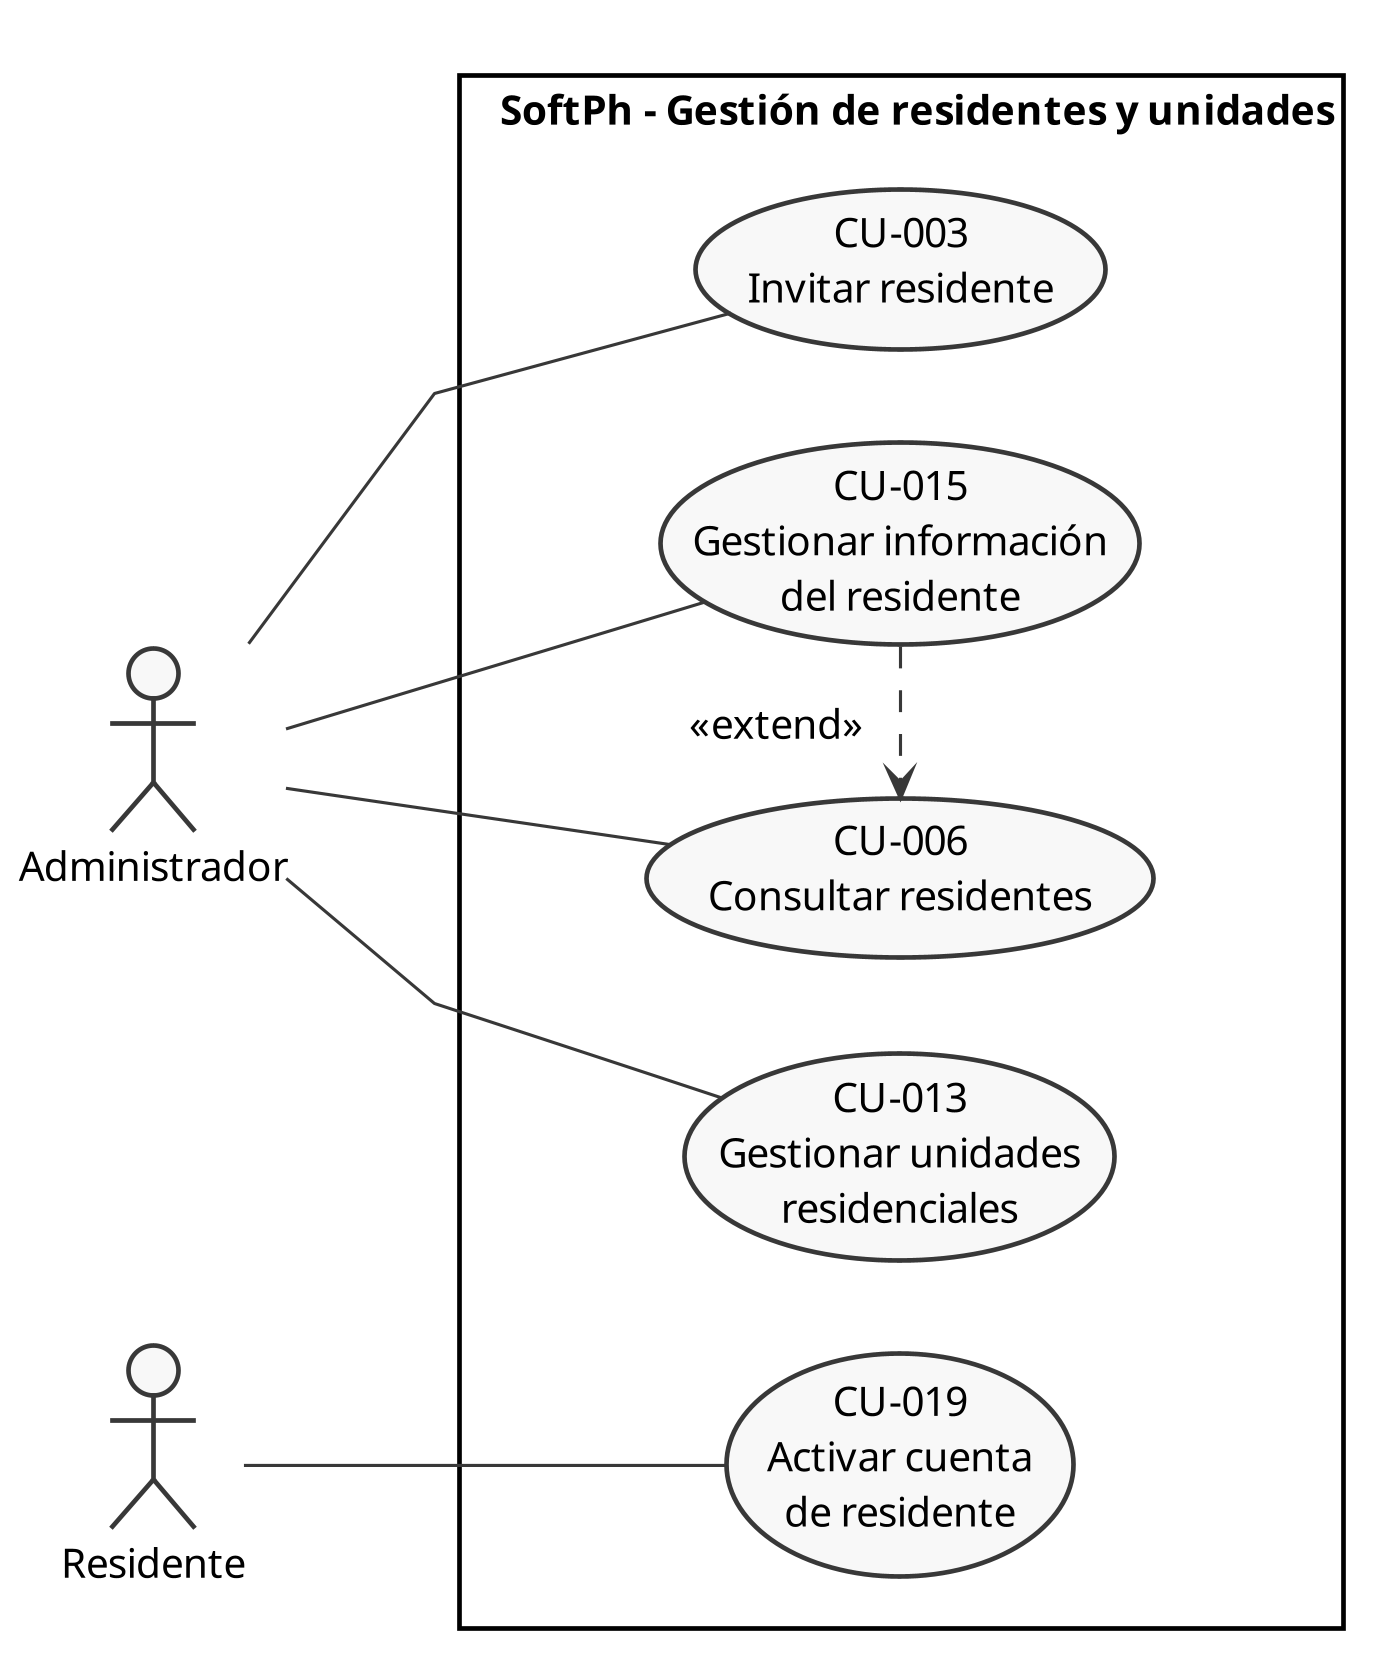 SoftPh - Gestión de residentes y unidades
CU-003
Invitar residente
CU-015
Gestionar información
del residente
«extend»
CU-006
Consultar residentes
Administrador
CU-013
Gestionar unidades
residenciales
CU-019
Activar cuenta
de residente
Residente